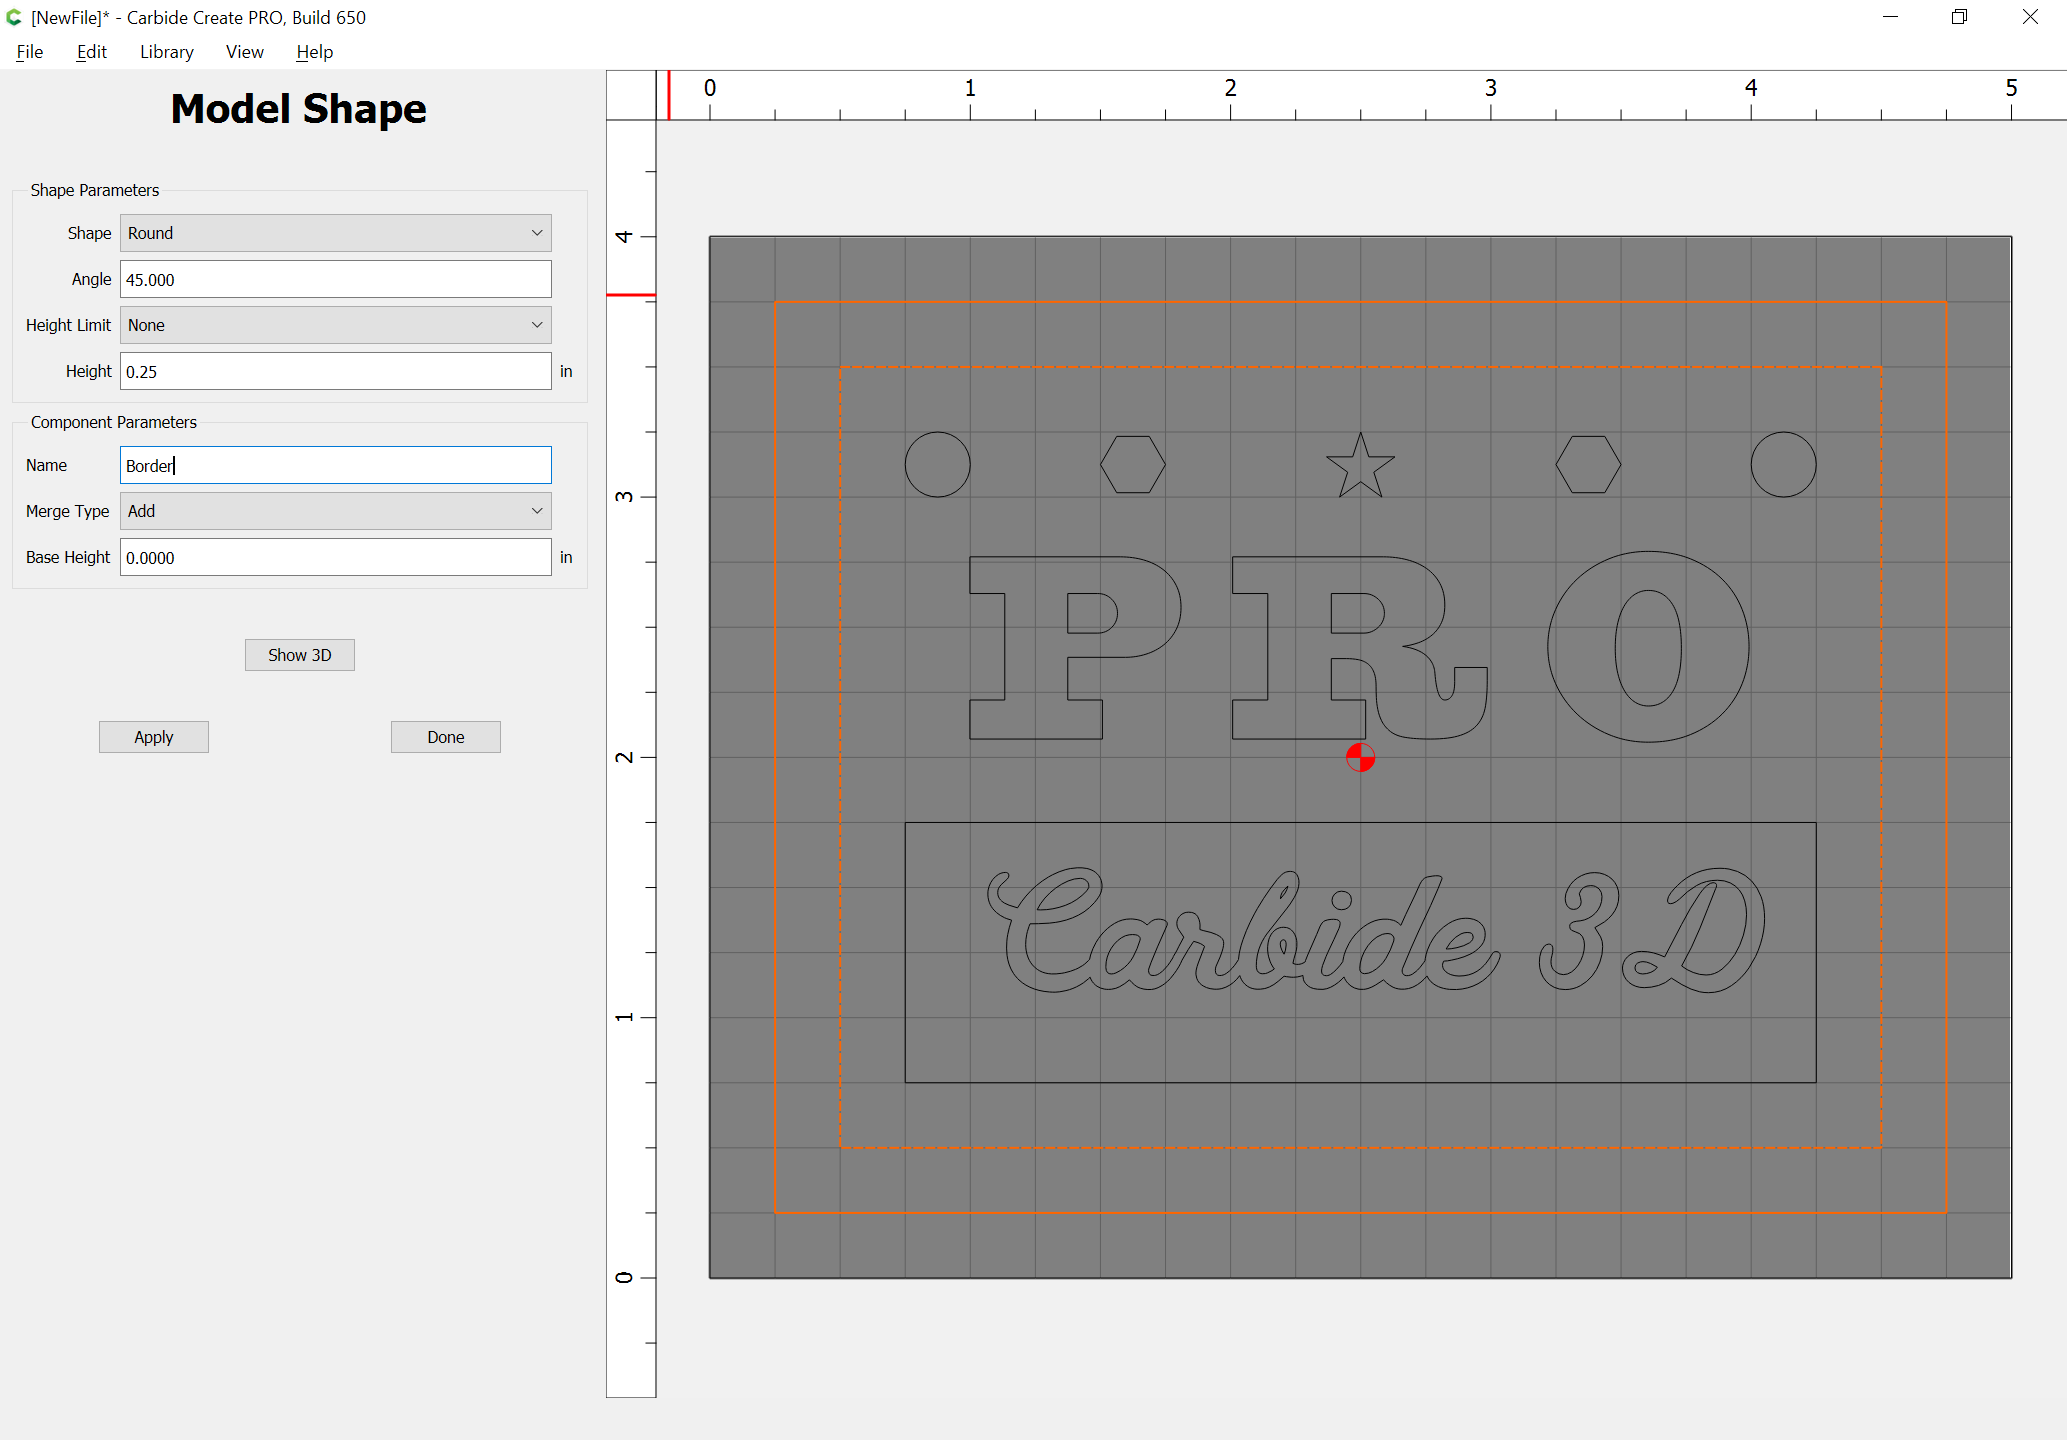 [NewFile]* - Carbide Create PRO, Build 650
File Edit Library View Help
Model Shape
Shape Parameters
Shape Round
Angle 45.000
Height Limit None
Height 0.25 in
Component Parameters
Name Border
Merge Type Add
Base Height 0.0000 in
Show 3D
Apply Done
0 1 2 3 4 5
4
3
2
1
0
PRO
Carbide 3D